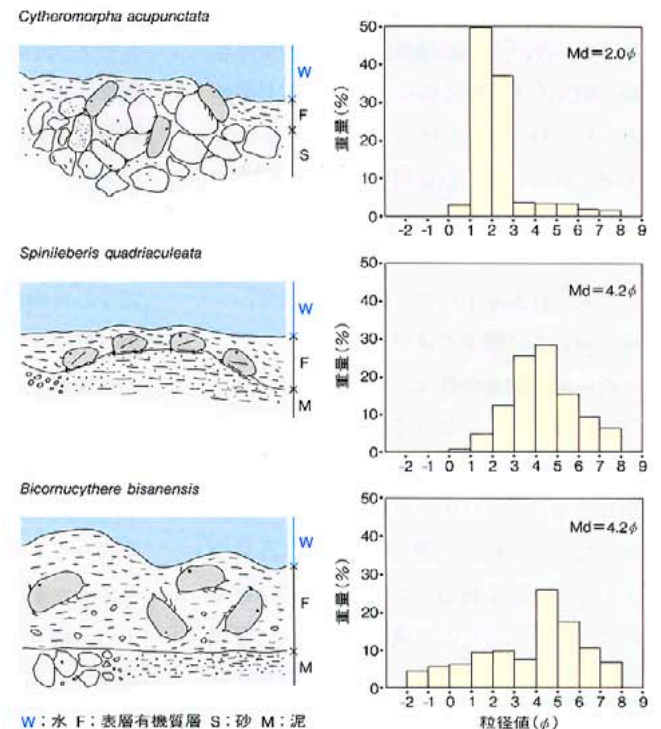 Cytheromorpha acupunctata
W
F
S
重量(%)
50
40
30
20
10
0
Md=2.0φ
-2 -1 0 1 2 3 4 5 6 7 8 9
Spinileberis quadriaculeata
W
F
M
重量(%)
50
40
30
20
10
0
Md=4.2φ
-2 -1 0 1 2 3 4 5 6 7 8 9
Bicornucythere bisanensis
W
F
M
重量(%)
50
40
30
20
10
0
Md=4.2φ
-2 -1 0 1 2 3 4 5 6 7 8 9
粒径値(φ)
W:水 F:表層有機質層 S:砂 M:泥